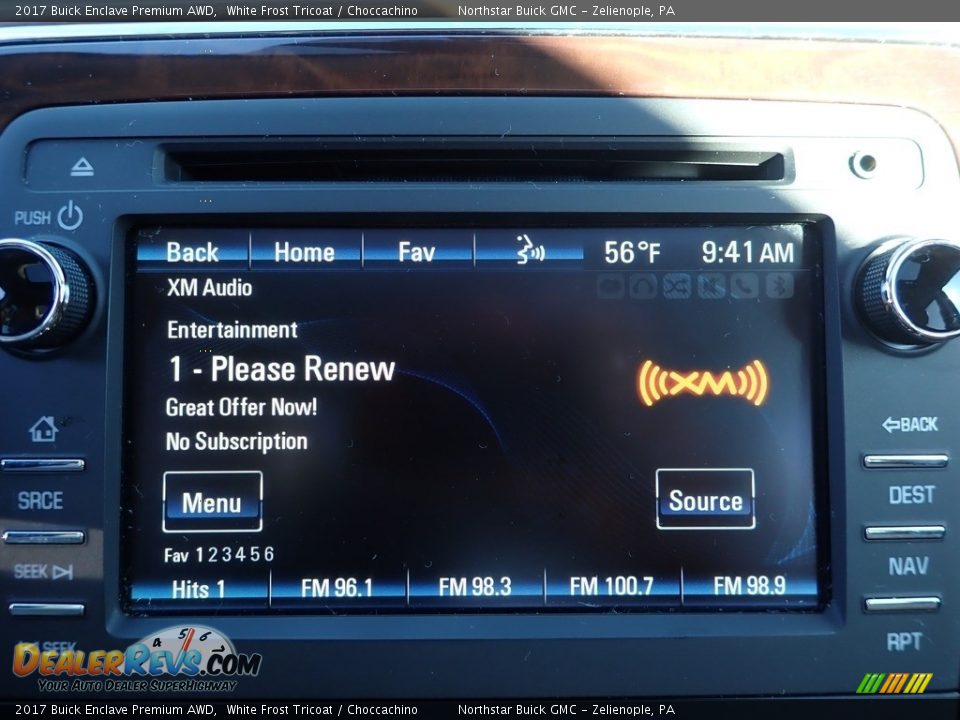 2017 Buick Enclave Premium AWD,  White Frost Tricoat / Choccachino    Northstar Buick GMC - Zelienople, PA
PUSH
Back Home Fav 56°F 9:41 AM
XM Audio
Entertainment
1 - Please Renew
Great Offer Now!
No Subscription
XM
Menu
Source
Fav 1 2 3 4 5 6
Hits 1 FM 96.1 FM 98.3 FM 100.7 FM 98.9
SRCE
SEEK
SEEK
BACK
DEST
NAV
RPT
4 5 6
DealerRevs.com
Your Auto Dealer SuperHighway
2017 Buick Enclave Premium AWD,  White Frost Tricoat / Choccachino    Northstar Buick GMC - Zelienople, PA